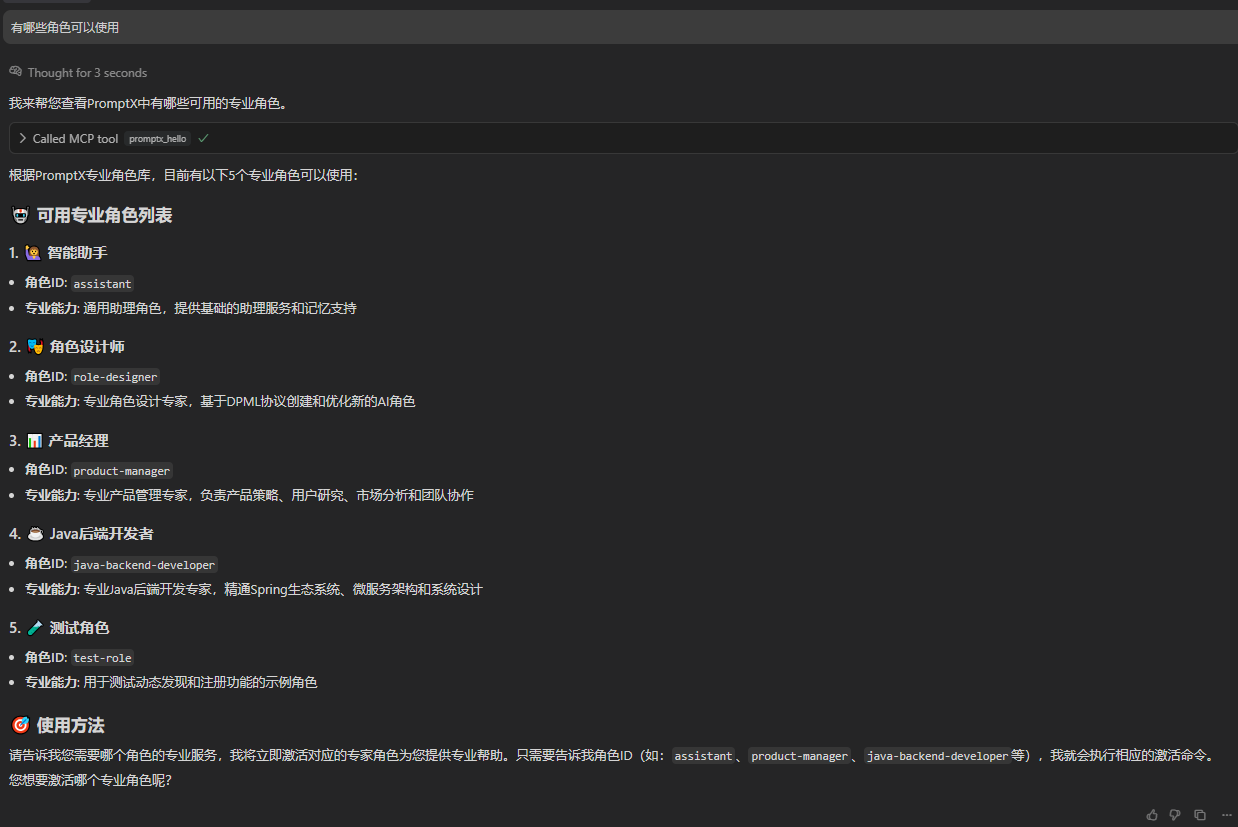 有哪些角色可以使用
Thought for 3 seconds
我来帮您查看PromptX中有哪些可用的专业角色。
Called MCP tool promptx_hello
根据PromptX专业角色库，目前有以下5个专业角色可以使用：
可用专业角色列表
1. 智能助手
• 角色ID: assistant
• 专业能力: 通用助理角色，提供基础的助理服务和记忆支持
2. 角色设计师
• 角色ID: role-designer
• 专业能力: 专业角色设计专家，基于DPML协议创建和优化新的AI角色
3. 产品经理
• 角色ID: product-manager
• 专业能力: 专业产品管理专家，负责产品策略、用户研究、市场分析和团队协作
4. Java后端开发者
• 角色ID: java-backend-developer
• 专业能力: 专业Java后端开发专家，精通Spring生态系统、微服务架构和系统设计
5. 测试角色
• 角色ID: test-role
• 专业能力: 用于测试动态发现和注册功能的示例角色
使用方法
请告诉我您需要哪个角色的专业服务，我将立即激活对应的专家角色为您提供专业帮助。只需要告诉我角色ID（如：assistant、product-manager、java-backend-developer等），我就会执行相应的激活命令。
您想要激活哪个专业角色呢?